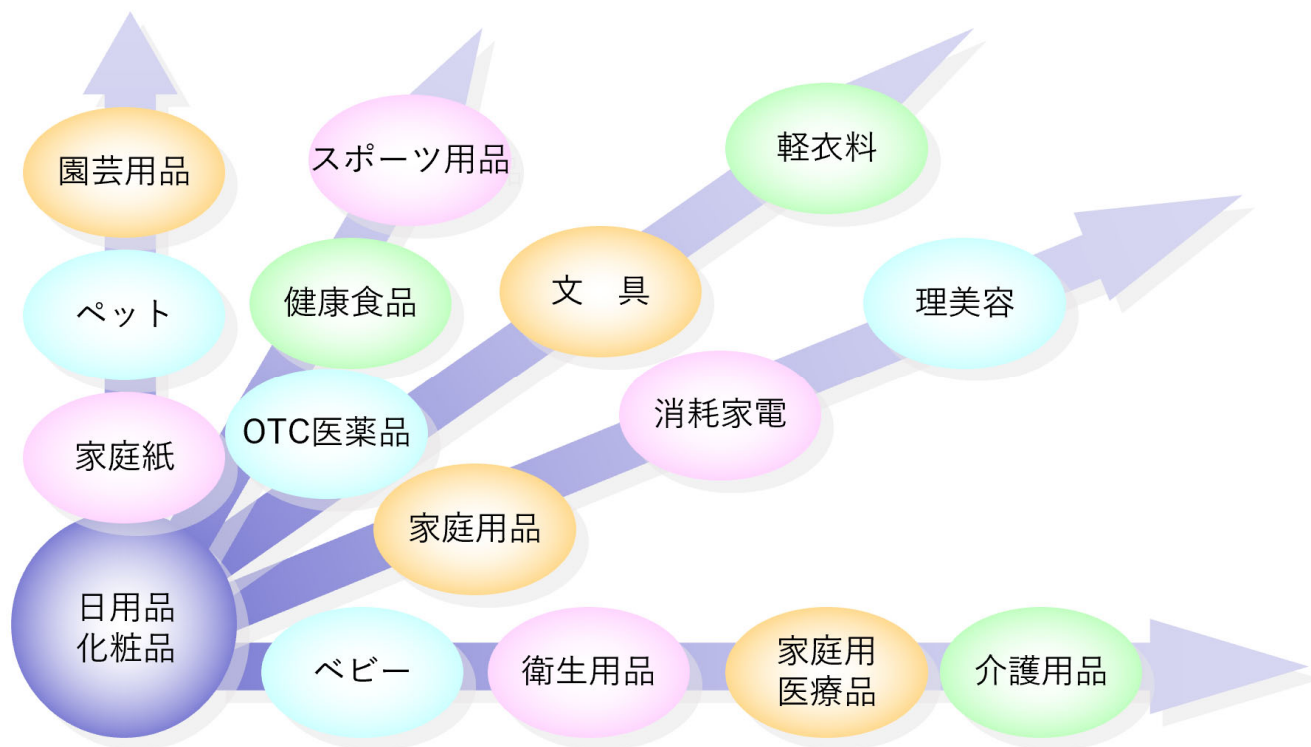 園芸用品
ペット
家庭紙
日用品
化粧品
スポーツ用品
健康食品
OTC医薬品
軽衣料
文　具
理美容
消耗家電
家庭用品
ベビー
衛生用品
家庭用
医療品
介護用品